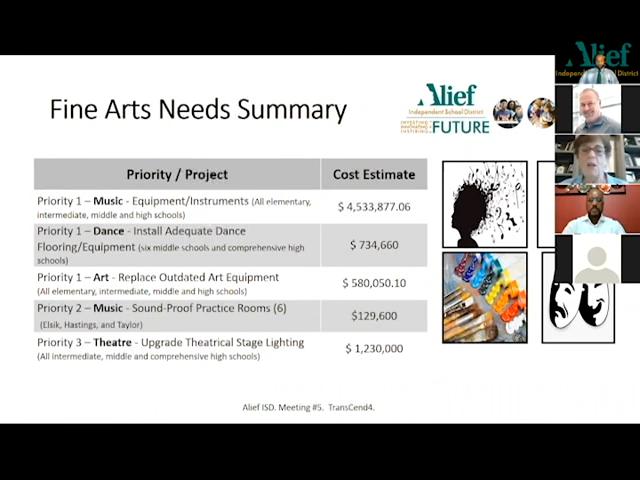 Fine Arts Needs Summary
Alief
Independent School District
INVESTING
INNOVATING
INSPIRING
FUTURE
Priority / Project
Cost Estimate
Priority 1 – Music - Equipment/Instruments (All elementary,
intermediate, middle and high schools)
$ 4,533,877.06
Priority 1 – Dance - Install Adequate Dance
Flooring/Equipment (six middle schools and comprehensive high
schools)
$ 734,660
Priority 1 – Art - Replace Outdated Art Equipment
(All elementary, intermediate, middle and high schools)
$ 580,050.10
Priority 2 – Music - Sound-Proof Practice Rooms (6)
(Elsik, Hastings, and Taylor)
$129,600
Priority 3 – Theatre - Upgrade Theatrical Stage Lighting
(All intermediate, middle and comprehensive high schools)
$ 1,230,000
Alief ISD. Meeting #5. TransCend4.
Alief